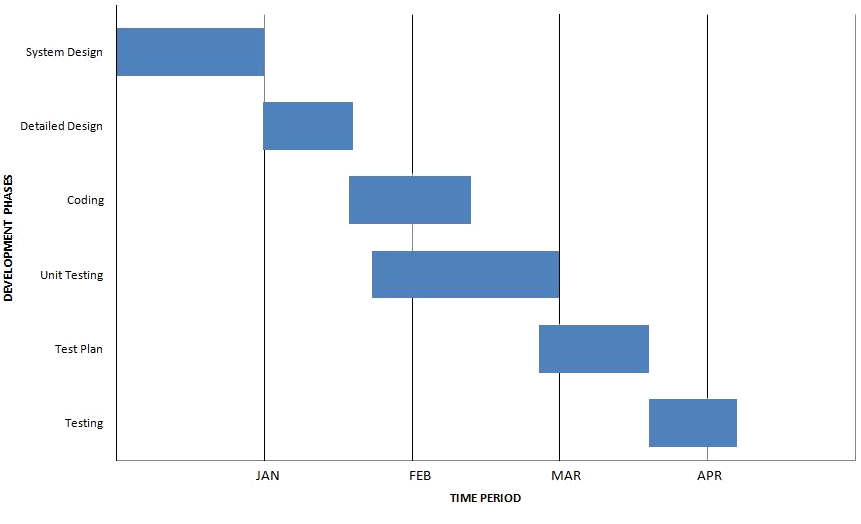 System Design
Detailed Design
Coding
Unit Testing
Test Plan
Testing
DEVELOPMENT PHASES
JAN FEB MAR APR
TIME PERIOD